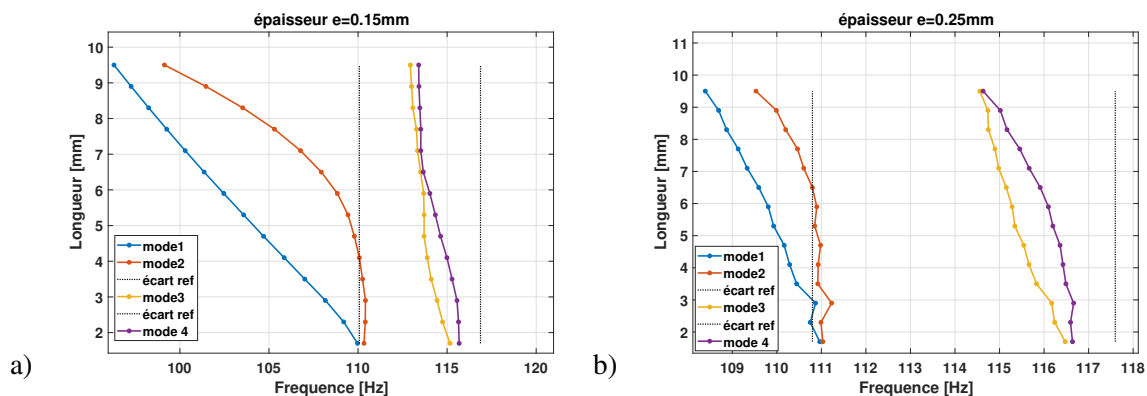 épaisseur e=0.15mm
10
9
8
7
6
5
4
3
2
Longueur [mm]
mode1
mode2
écart ref
mode3
écart ref
mode 4
100
105
110
115
120
Frequence [Hz]
a)
épaisseur e=0.25mm
11
10
9
8
7
6
5
4
3
2
Longueur [mm]
mode1
mode2
écart ref
mode3
écart ref
mode 4
109
110
111
112
113
114
115
116
117
118
Frequence [Hz]
b)